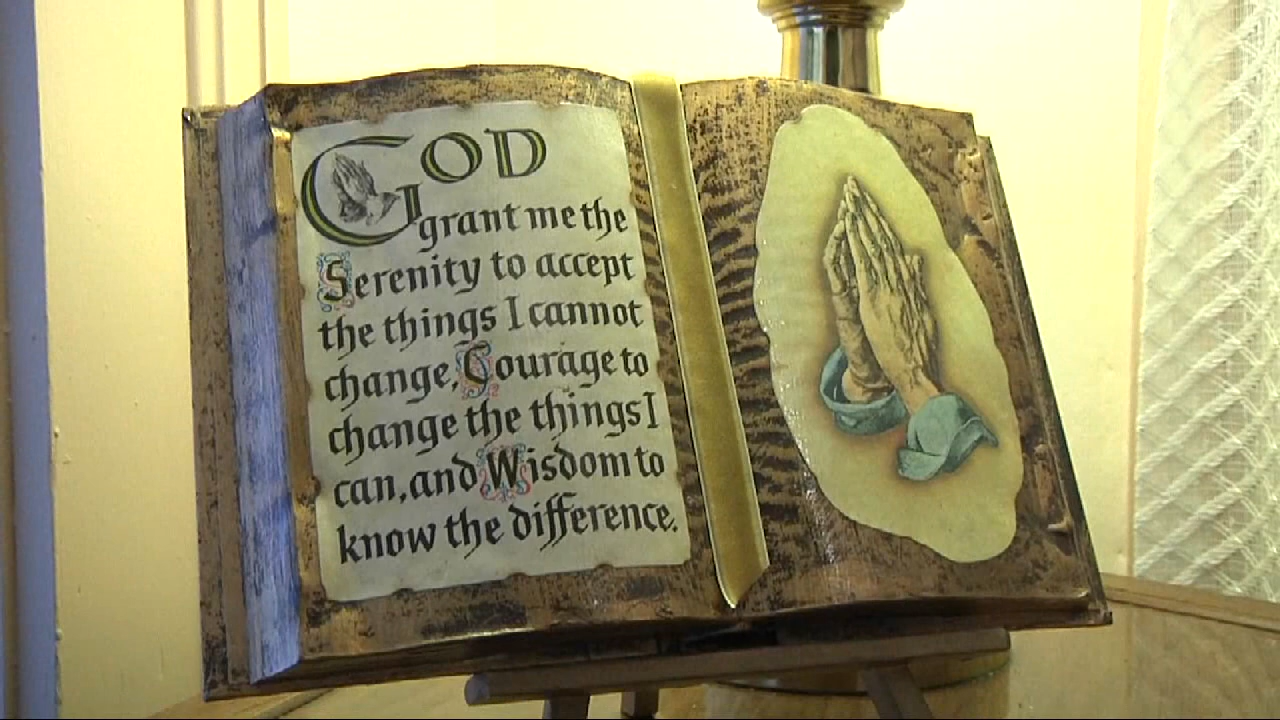 GOD
grant me the
Serenity to accept
the things I cannot
change, Courage to
change the things I
can, and Wisdom to
know the difference.